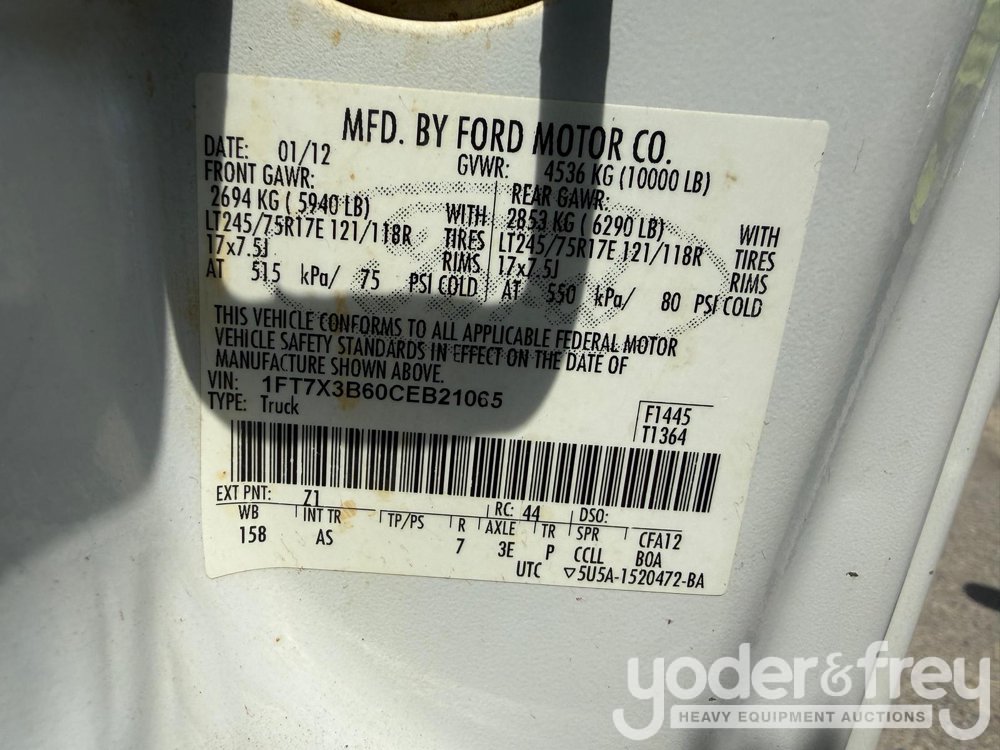 MFD. BY FORD MOTOR CO.
DATE: 01/12 GVWR: 4536 KG (10000 LB)
FRONT GAWR: REAR GAWR:
2694 KG ( 5940 LB) WITH 2853 KG ( 6290 LB) WITH
LT245/75R17E 121/118R TIRES LT245/75R17E 121/118R TIRES
17x7.5J RIMS 17x7.5J RIMS
AT 515 kPa/ 75 PSI COLD AT 550 kPa/ 80 PSI COLD
THIS VEHICLE CONFORMS TO ALL APPLICABLE FEDERAL MOTOR
VEHICLE SAFETY STANDARDS IN EFFECT ON THE DATE OF
MANUFACTURE SHOWN ABOVE.
VIN: 1FT7X3B60CEB21065
TYPE: Truck
F1445
T1364
EXT PNT: Z1 RC: 44 DSO:
WB INT TR TP/PS R AXLE TR SPR CFA12
158 AS 7 3E P CCLL BOA
UTC ▽5U5A-1520472-BA
yoder&frey
HEAVY EQUIPMENT AUCTIONS